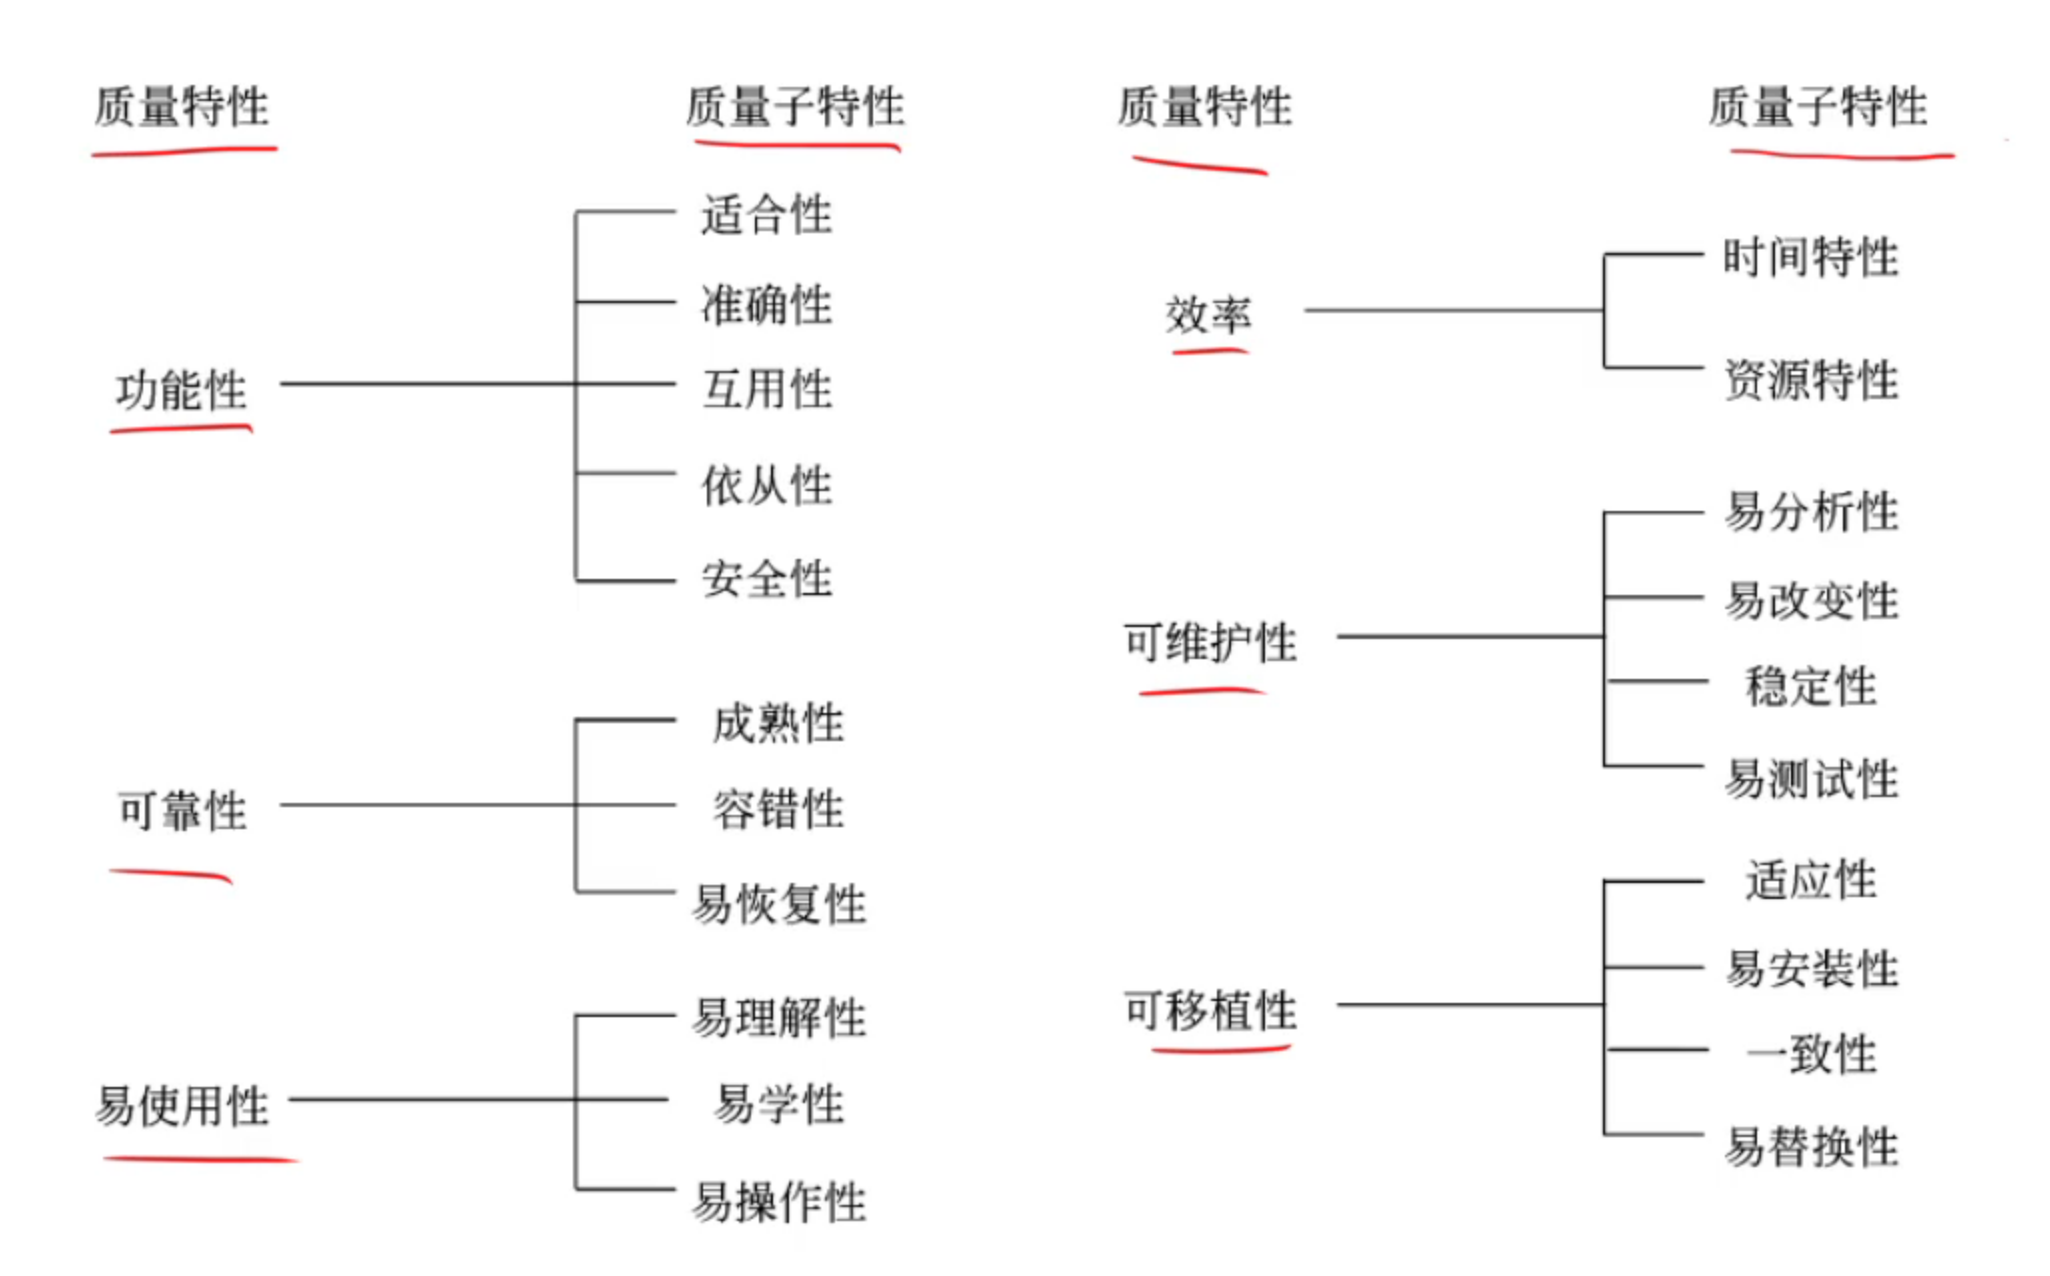 质量特性
质量子特性
功能性
适合性
准确性
互用性
依从性
安全性
可靠性
成熟性
容错性
易恢复性
易使用性
易理解性
易学性
易操作性
质量特性
质量子特性
效率
时间特性
资源特性
可维护性
易分析性
易改变性
稳定性
易测试性
可移植性
适应性
易安装性
一致性
易替换性